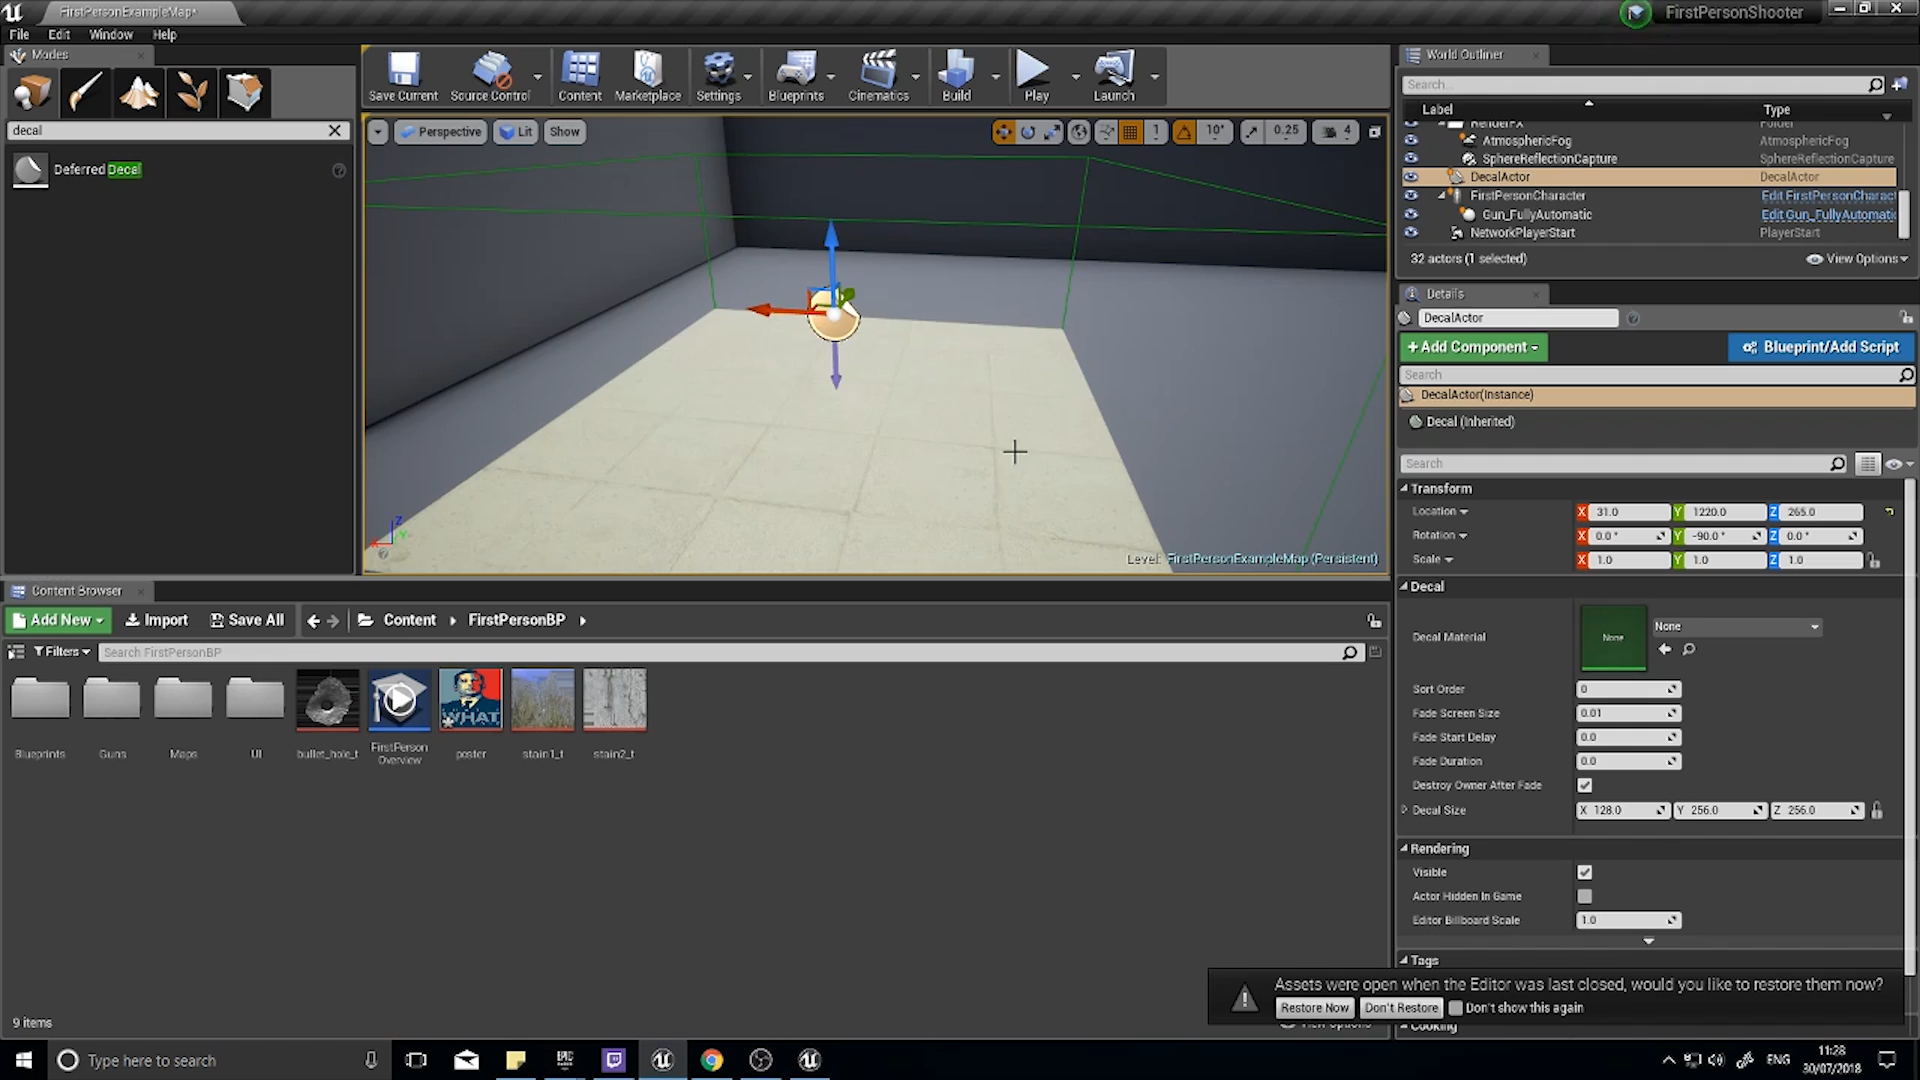 FirstPersonExampleMap*
FirstPersonShooter
File Edit Window Help
Modes
decal
Deferred Decal
Save Current
Source Control
Content
Marketplace
Settings
Blueprints
Cinematics
Build
Play
Launch
Perspective
Lit
Show
1
10°
0.25
4
Level: FirstPersonExampleMap (Persistent)
World Outliner
Search...
Label Type
RenderFX Folder
AtmosphericFog AtmosphericFog
SphereReflectionCapture SphereReflectionCapture
DecalActor DecalActor
FirstPersonCharacter Edit FirstPersonCharact
Gun_FullyAutomatic Edit Gun_FullyAutomatic
NetworkPlayerStart PlayerStart
32 actors (1 selected)
View Options
Details
DecalActor
+Add Component
Blueprint/Add Script
Search
DecalActor(Instance)
Decal (Inherited)
Search
Transform
Location X 31.0 Y 1220.0 Z 265.0
Rotation X 0.0° Y -90.0° Z 0.0°
Scale X 1.0 Y 1.0 Z 1.0
Decal
Decal Material None None
Sort Order 0
Fade Screen Size 0.01
Fade Start Delay 0.0
Fade Duration 0.0
Destroy Owner After Fade
Decal Size X 128.0 Y 256.0 Z 256.0
Rendering
Visible
Actor Hidden In Game
Editor Billboard Scale 1.0
Tags
Assets were open when the Editor was last closed, would you like to restore them now?
Restore Now
Don't Restore
Don't show this again
Cooking
View Options
Content Browser
Add New
Import
Save All
Content
FirstPersonBP
Filters
Search FirstPersonBP
WHAT
Blueprints
Guns
Maps
UI
bullet_hole_t
FirstPerson
Overview
poster
stain1_t
stain2_t
9 items
Type here to search
EPIC
ENG
11:28
30/07/2018